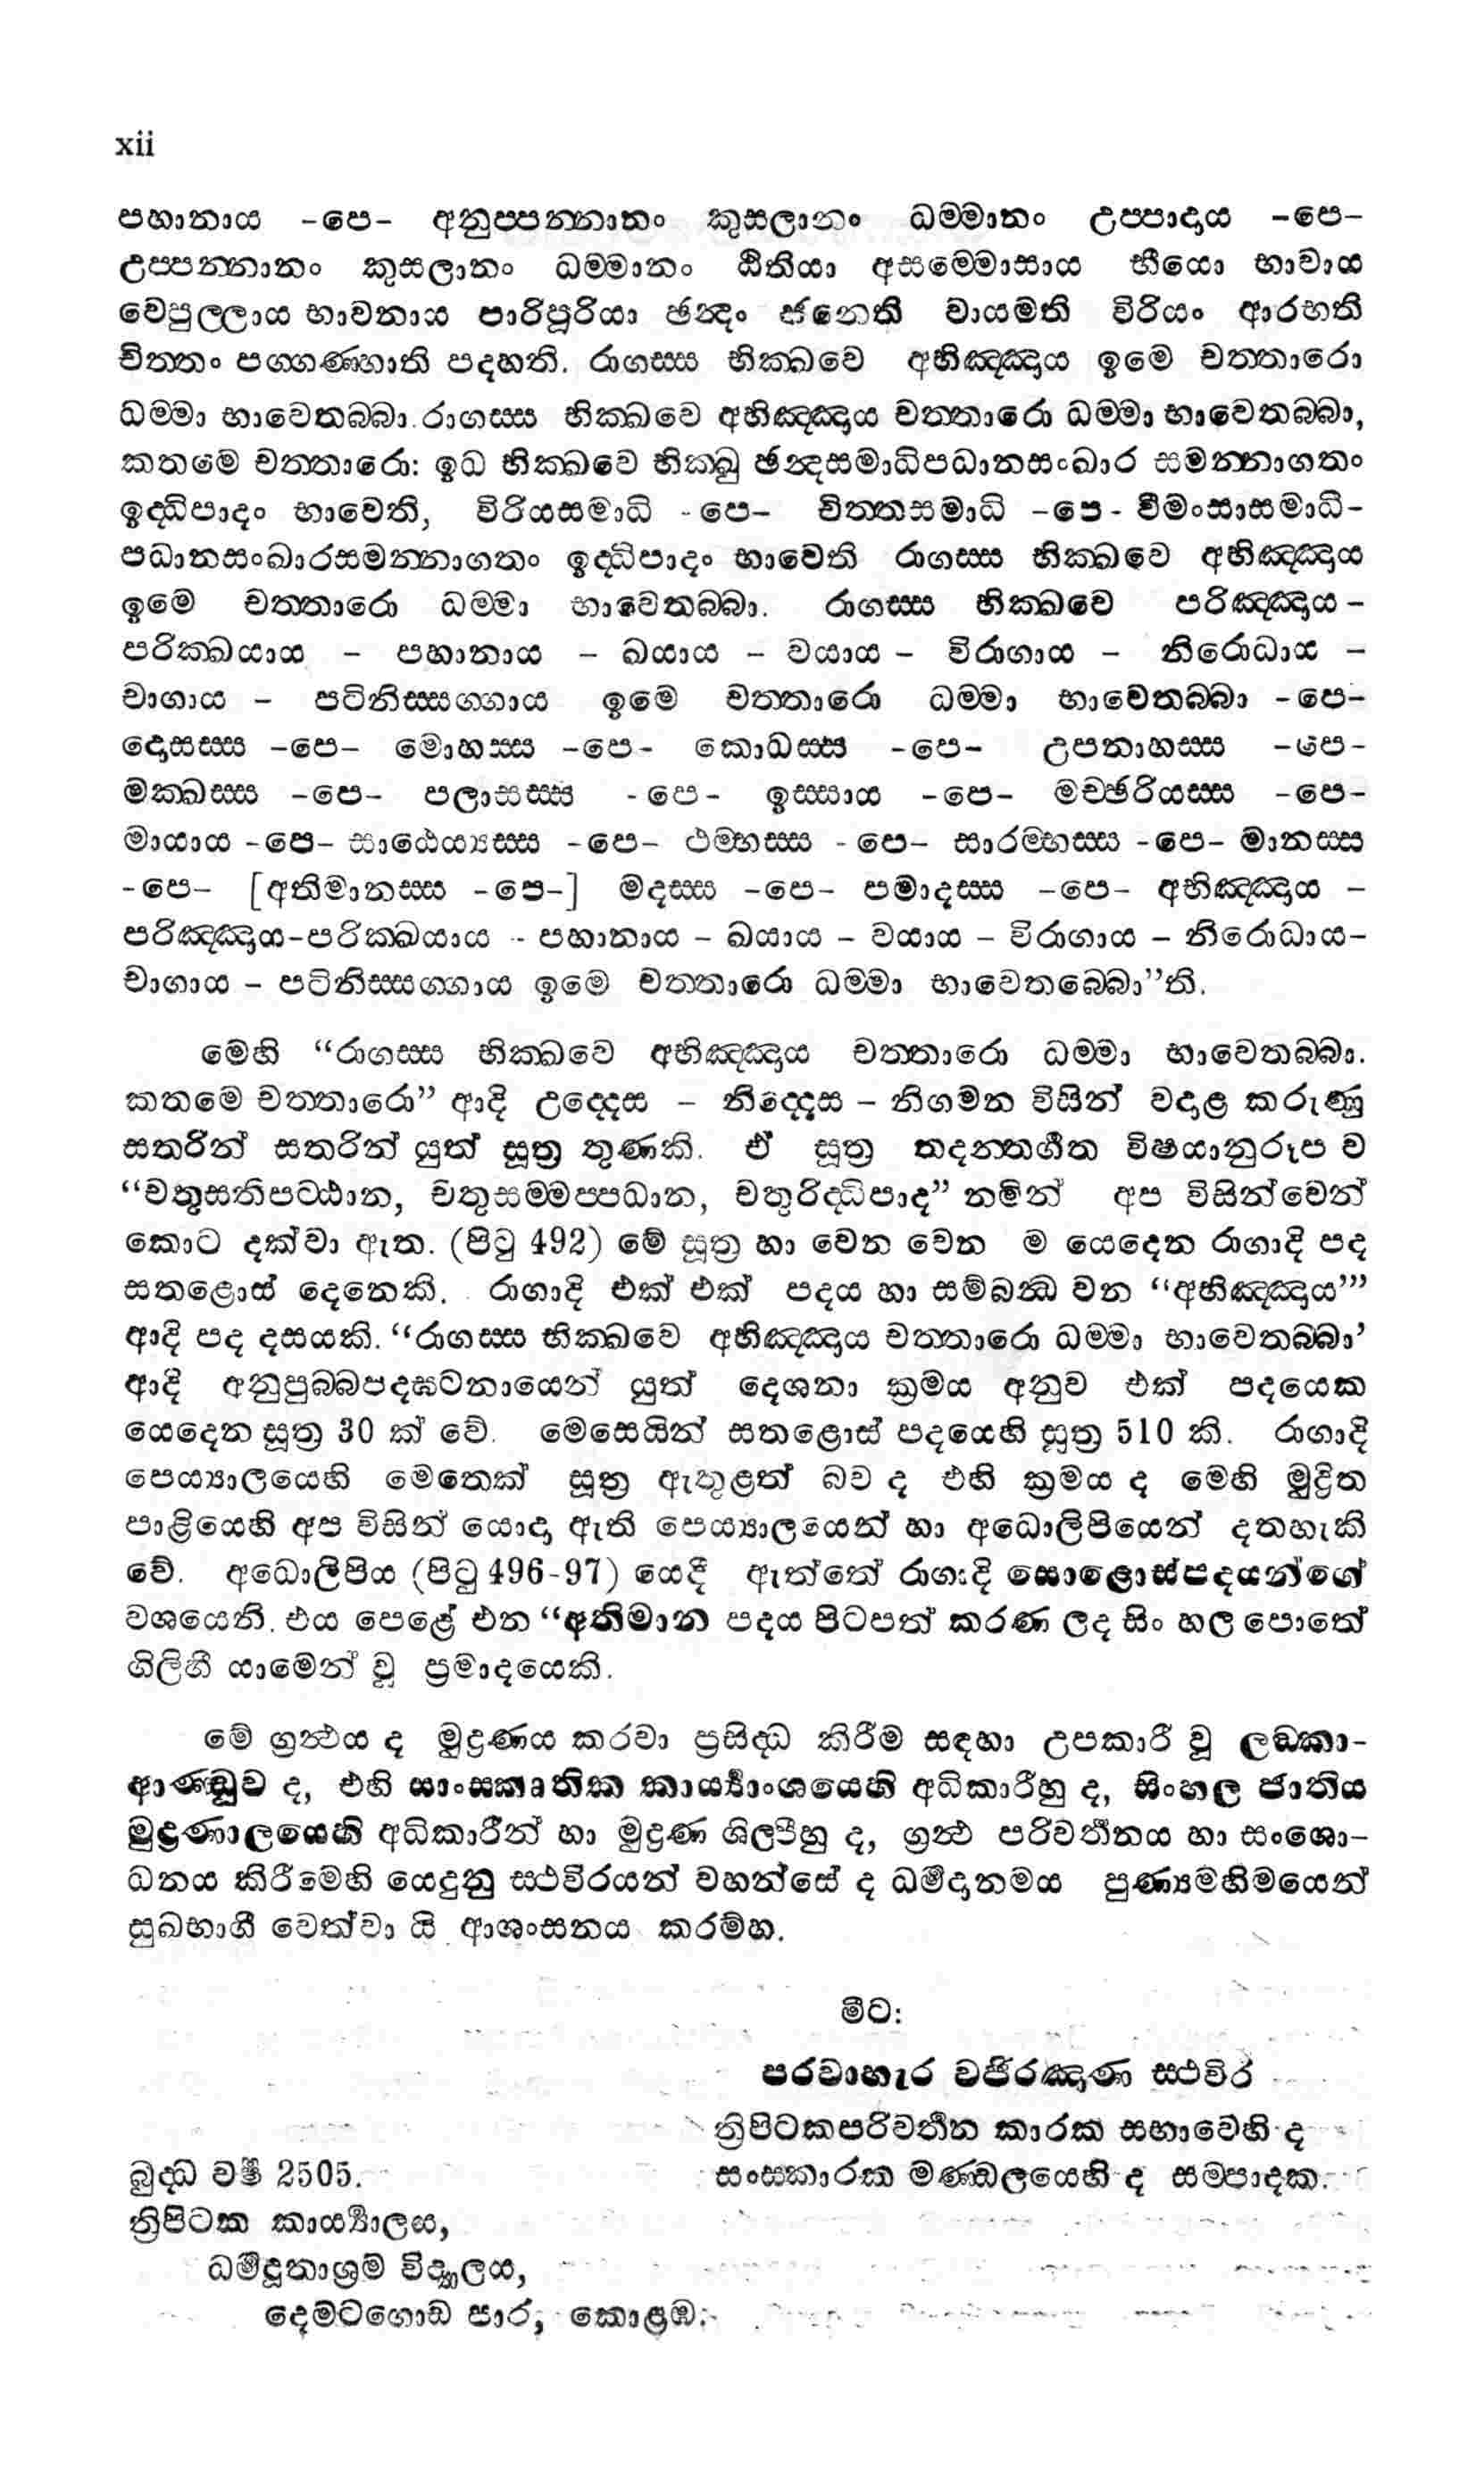 xii
පහානාය -පෙ- අනුප්පන්නානං කුසලානං ධම්මානං උප්පාදාය -පෙ-
උප්පන්නානං කුසලානං ධම්මානං ඨිතියා අසම්මොසාය භීයො භාවාය
වෙපුල්ලාය භාවනාය පාරිපූරියා ඡන්දං ජනෙති වායමති විරියං ආරභති
චිත්තං පග්ගණ්හාති පදහති. රාගස්ස භික්ඛවෙ අභිඤ්ඤාය ඉමෙ චත්තාරො
ධම්මා භාවෙතබ්බා. රාගස්ස භික්ඛවෙ අභිඤ්ඤාය චත්තාරො ධම්මා භාවෙතබ්බා,
කතමෙ චත්තාරො: ඉධ භික්ඛවෙ භික්ඛු ඡන්දසමාධිපධානසංඛාර සමන්නාගතං
ඉද්ධිපාදං භාවෙති, විරියසමාධි -පෙ- චිත්තසමාධි -පෙ- වීමංසාසමාධි-
පධානසංඛාරසමන්නාගතං ඉද්ධිපාදං භාවෙති රාගස්ස භික්ඛවෙ අභිඤ්ඤාය
ඉමෙ චත්තාරො ධම්මා භාවෙතබ්බා. රාගස්ස භික්ඛවෙ පරිඤ්ඤාය -
පරික්ඛයාය - පහානාය - ඛයාය - වයාය - විරාගාය - නිරොධාය -
චාගාය - පටිනිස්සග්ගාය ඉමෙ චත්තාරො ධම්මා භාවෙතබ්බා -පෙ-
දොසස්ස -පෙ- මොහස්ස -පෙ- කොධස්ස -පෙ- උපනාහස්ස -පෙ-
මක්ඛස්ස -පෙ- පලාසස්ස -පෙ- ඉස්සාය -පෙ- මච්ඡරියස්ස -පෙ-
මායාය -පෙ- සාඨෙය්‍යස්ස -පෙ- ථම්භස්ස -පෙ- සාරම්භස්ස -පෙ- මානස්ස
-පෙ- [අතිමානස්ස -පෙ-] මදස්ස -පෙ- පමාදස්ස -පෙ- අභිඤ්ඤාය -
පරිඤ්ඤාය-පරික්ඛයාය - පහානාය - ඛයාය - වයාය - විරාගාය - නිරොධාය-
චාගාය - පටිනිස්සග්ගාය ඉමෙ චත්තාරො ධම්මා භාවෙතබ්බො”ති.
මෙහි “රාගස්ස භික්ඛවෙ අභිඤ්ඤාය චත්තාරො ධම්මා භාවෙතබ්බා.
කතමෙ චත්තාරො” ආදි උද්දෙස - නිද්දෙස - නිගමන විසින් වදාළ කරුණු
සතරින් සතරින් යුත් සූත්‍ර තුණකි. ඒ සූත්‍ර තදන්තර්ගත විෂයානුරූප ව
“චතුසතිපට්ඨාන, චතුසම්මප්පධාන, චතුරිද්ධිපාද” නමින් අප විසින්වෙන්
කොට දක්වා ඇත. (පිටු 492) මේ සූත්‍ර හා වෙන වෙන ම යෙදෙන රාගාදි පද
සතළොස් දෙනෙකි. රාගාදි එක් එක් පදය හා සම්බන්‍ධ වන “අභිඤ්ඤාය’”
ආදි පද දසයකි. “රාගස්ස භික්ඛවෙ අභිඤ්ඤාය චත්තාරො ධම්මා භාවෙතබ්බා’
ආදි අනුපුබ්බපදඝටනායෙන් යුත් දෙශනා ක්‍රමය අනුව එක් පදයෙක
යෙදෙන සූත්‍ර 30 ක් වේ. මෙසෙයින් සතළොස් පදයෙහි සූත්‍ර 510 කි. රාගාදි
පෙය්‍යාලයෙහි මෙතෙක් සූත්‍ර ඇතුළත් බව ද එහි ක්‍රමය ද මෙහි මුද්‍රිත
පාළියෙහි අප විසින් යොදා ඇති පෙය්‍යාලයෙන් හා අධොලිපියෙන් දතහැකි
වේ. අධොලිපිය (පිටු 496-97) යෙදී ඇත්තේ රාගාදි සොළොස්පදයන්ගේ
වශයෙනි. එය පෙළේ එන “අතිමාන පදය පිටපත් කරණ ලද සිංහල පොතේ
ගිලිහී යාමෙන් වූ ප්‍රමාදයෙකි.
මේ ග්‍රන්‍ථය ද මුද්‍රණය කරවා ප්‍රසිද්ධ කිරීම සඳහා උපකාරී වූ ලඞ්කා-
ආණ්ඩුව ද, එහි සාංස්කෘතික කාර්‍ය්‍යාංශයෙහි අධිකාරීහු ද, සිංහල ජාතිය
මුද්‍රණාලයෙහි අධිකාරීන් හා මුද්‍රණ ශිල්පීහු ද, ග්‍රන්‍ථ පරිවර්තනය හා සංශො-
ධනය කිරීමෙහි යෙදුනු ස්ථවිරයන් වහන්සේ ද ධර්මදානමය පුණ්‍යමහිමයෙන්
සුඛභාගී වෙත්වා යි ආශංසනය කරම්හ.
මීට:
පරවාහැර වජිරඤාණ ස්ථවිර
ත්‍රිපිටකපරිවර්තන කාරක සභාවෙහි ද
බුද්ධ වර්ෂ 2505. සංස්කාරක මණ්ඩලයෙහි ද සම්පාදක.
ත්‍රිපිටක කාර්‍ය්‍යාලය,
ධර්මදූතාශ්‍රම විද්‍යාලය,
දෙමටගොඩ පාර, කොළඹ.